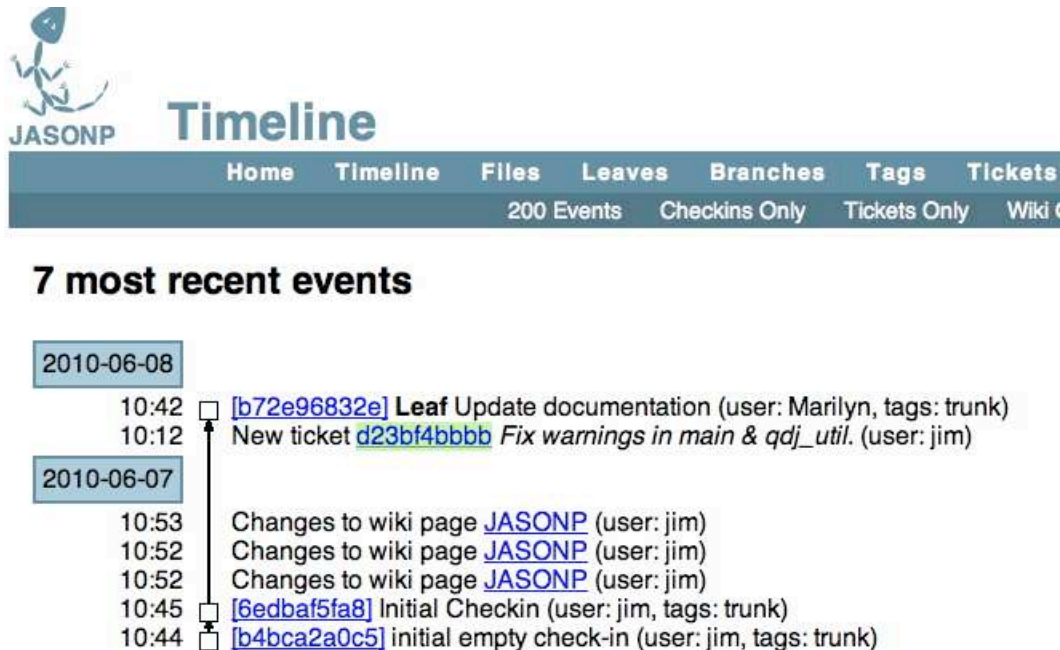 JASONP
Timeline
Home Timeline Files Leaves Branches Tags Tickets
200 Events Checkins Only Tickets Only Wiki
7 most recent events
2010-06-08
10:42 [b72e96832e] Leaf Update documentation (user: Marilyn, tags: trunk)
10:12 New ticket d23bf4bbbb Fix warnings in main & qdj_util. (user: jim)
2010-06-07
10:53 Changes to wiki page JASONP (user: jim)
10:52 Changes to wiki page JASONP (user: jim)
10:52 Changes to wiki page JASONP (user: jim)
10:45 [6edbaf5fa8] Initial Checkin (user: jim, tags: trunk)
10:44 [b4bca2a0c5] initial empty check-in (user: jim, tags: trunk)